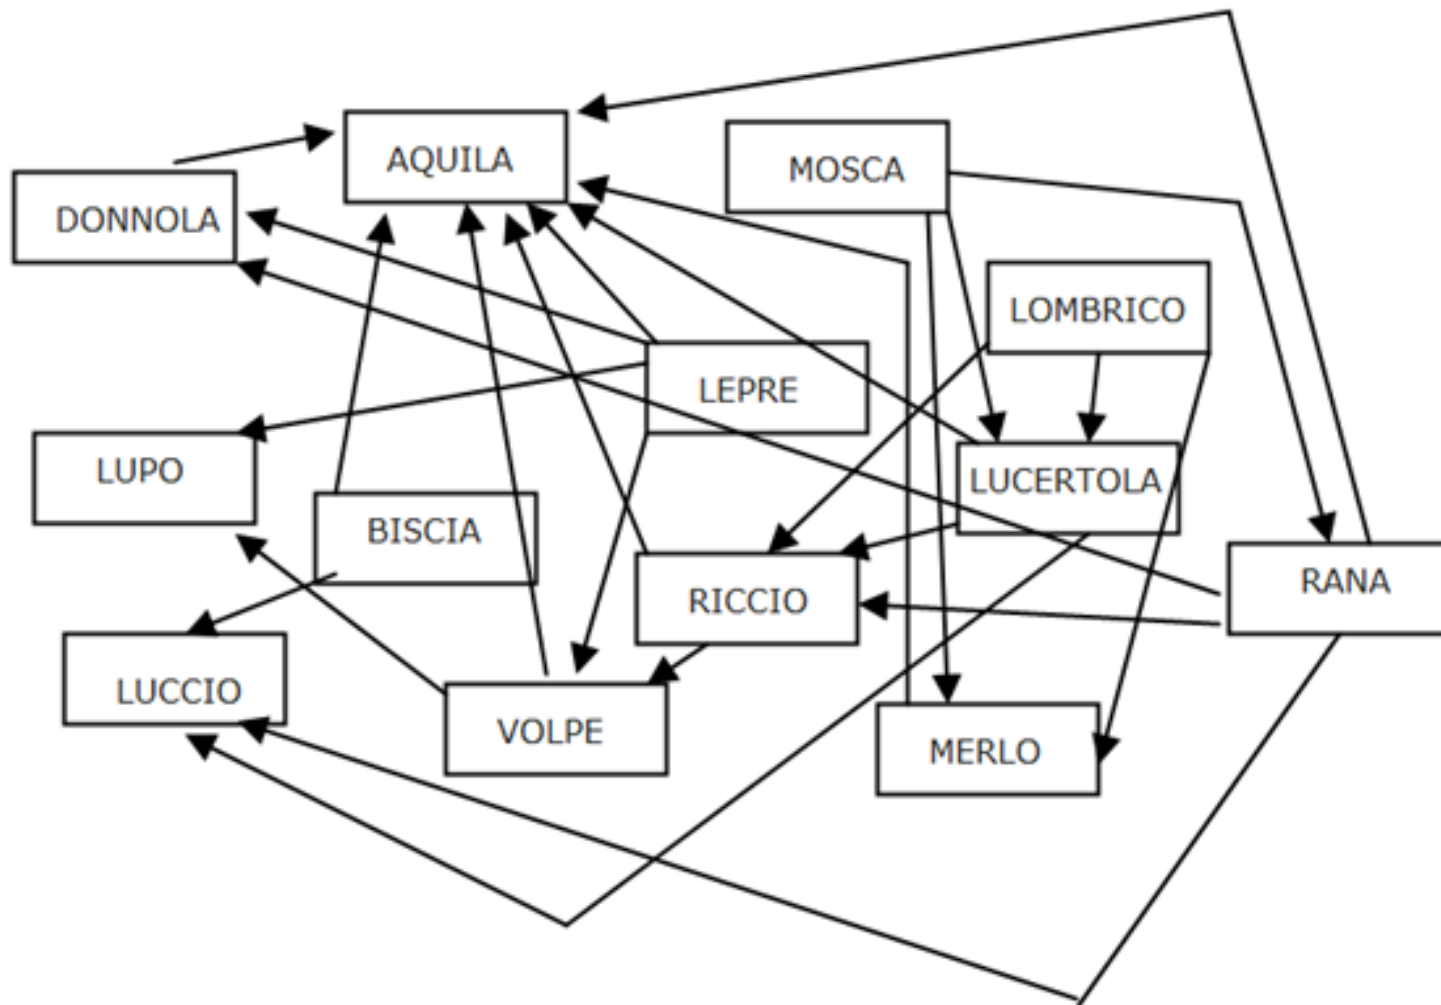 AQUILA
MOSCA
DONNOLA
LOMBRICO
LEPRE
LUPO
LUCERTOLA
BISCIA
RANA
RICCIO
LUCCIO
VOLPE
MERLO